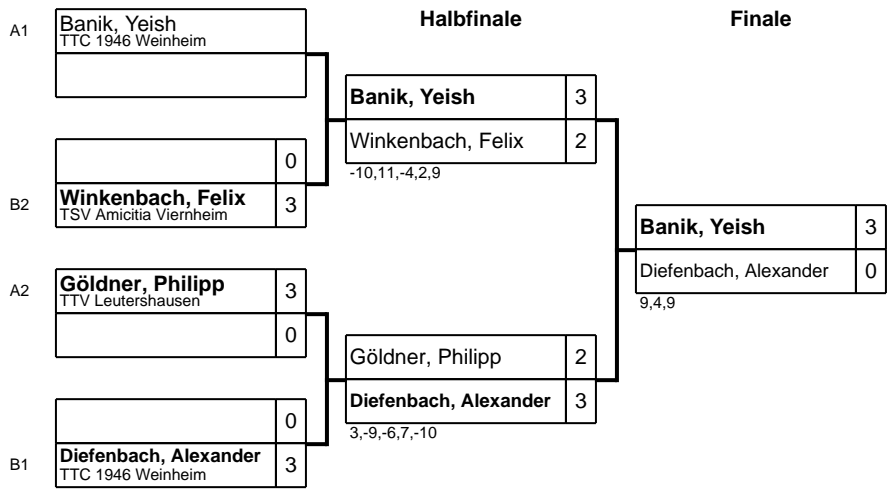 Halbfinale
Finale
A1
Banik, Yeish
TTC 1946 Weinheim
0
B2
Winkenbach, Felix
TSV Amicitia Viernheim
3
A2
Göldner, Philipp
TTV Leutershausen
3
0
0
B1
Diefenbach, Alexander
TTC 1946 Weinheim
3
Banik, Yeish 3
Winkenbach, Felix 2
-10,11,-4,2,9
Göldner, Philipp 2
Diefenbach, Alexander 3
3,-9,-6,7,-10
Banik, Yeish 3
Diefenbach, Alexander 0
9,4,9